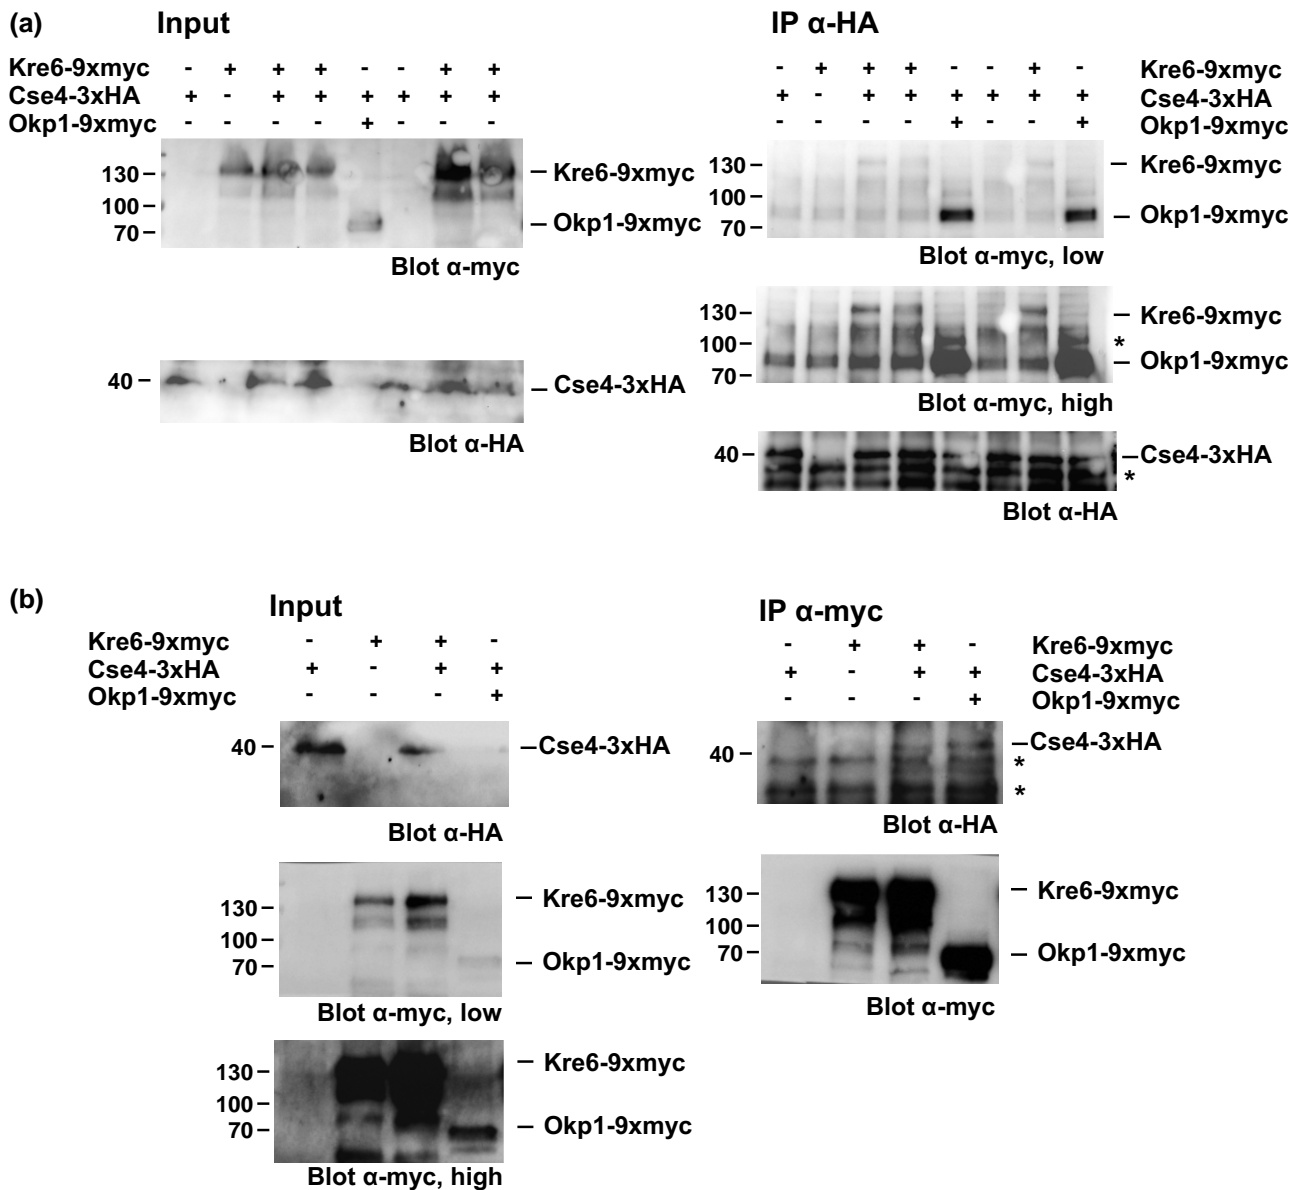 (a)
Input
Kre6-9xmyc - + + + - - + +
Cse4-3xHA + - + + + + + +
Okp1-9xmyc - - - - + - - -
130
100
70
Kre6-9xmyc
Okp1-9xmyc
Blot α-myc
40
Cse4-3xHA
Blot α-HA
IP α-HA
- + + + - - + - Kre6-9xmyc
+ - + + + + + + Cse4-3xHA
- - - - + - - + Okp1-9xmyc
130
100
70
Kre6-9xmyc
Okp1-9xmyc
Blot α-myc, low
130
100
70
Kre6-9xmyc
*
Okp1-9xmyc
Blot α-myc, high
40
Cse4-3xHA
*
Blot α-HA
(b)
Input
Kre6-9xmyc - + + -
Cse4-3xHA + - + +
Okp1-9xmyc - - - +
40
Cse4-3xHA
Blot α-HA
130
100
70
Kre6-9xmyc
Okp1-9xmyc
Blot α-myc, low
130
100
70
Kre6-9xmyc
Okp1-9xmyc
Blot α-myc, high
IP α-myc
- + + - Kre6-9xmyc
+ - + + Cse4-3xHA
- - - + Okp1-9xmyc
40
Cse4-3xHA
*
*
Blot α-HA
130
100
70
Kre6-9xmyc
Okp1-9xmyc
Blot α-myc